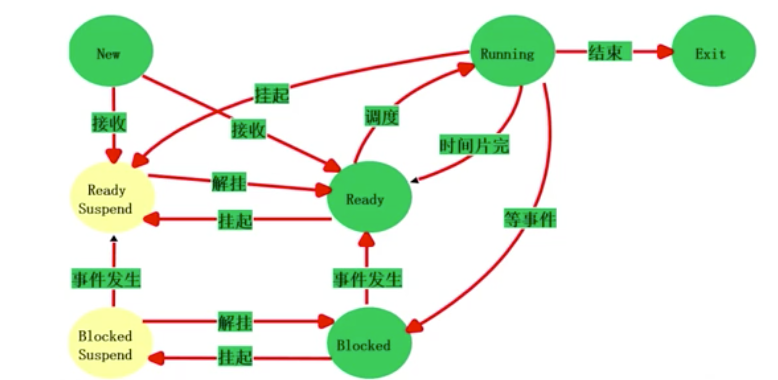 New
Running
结束
Exit
挂起
接收
接收
调度
时间片完
Ready
Suspend
解挂
Ready
挂起
等事件
事件发生
事件发生
Blocked
Suspend
解挂
Blocked
挂起